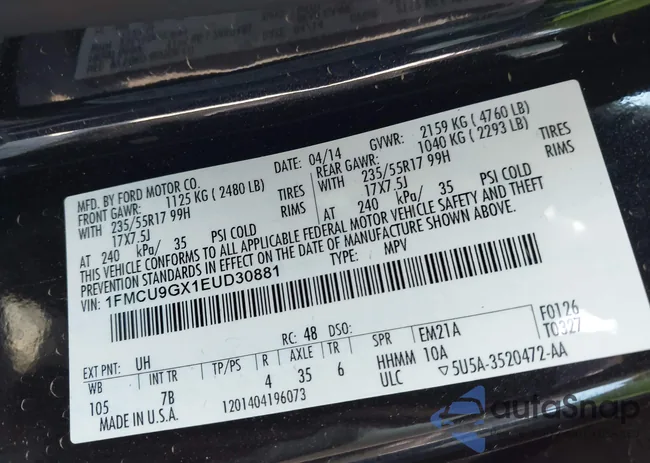 MFD. BY FORD MOTOR CO.
DATE: 04/14 GVWR: 2159 KG ( 4760 LB)
FRONT GAWR: 1125 KG ( 2480 LB) REAR GAWR: 1040 KG ( 2293 LB)
WITH 235/55R17 99H TIRES WITH 235/55R17 99H TIRES
17X7.5J RIMS 17X7.5J RIMS
AT 240 kPa/ 35 PSI COLD AT 240 kPa/ 35 PSI COLD
THIS VEHICLE CONFORMS TO ALL APPLICABLE FEDERAL MOTOR VEHICLE SAFETY AND THEFT
PREVENTION STANDARDS IN EFFECT ON THE DATE OF MANUFACTURE SHOWN ABOVE.
VIN: 1FMCU9GX1EUD30881 TYPE: MPV
F0126
T0327
EXT PNT: UH RC: 48 DSO:
WB INT TR TP/PS R AXLE TR SPR EM21A
105 7B 4 35 6 HHMM 10A
MADE IN U.S.A. 1201404196073 ULC ▽5U5A-3520472-AA
autoSnap